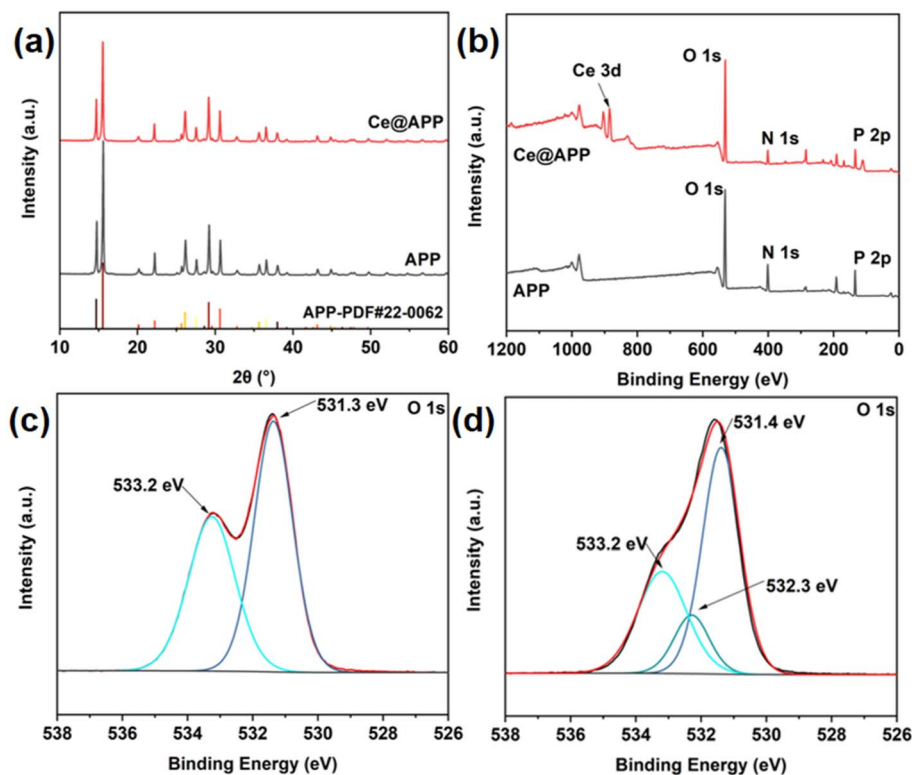 (a)
Intensity (a.u.)
Ce@APP
APP
APP-PDF#22-0062
10 20 30 40 50 60
2θ (°)
(b)
Intensity (a.u.)
O 1s
Ce 3d
N 1s
P 2p
Ce@APP
O 1s
N 1s
P 2p
APP
1200 1000 800 600 400 200 0
Binding Energy (eV)
(c)
Intensity (a.u.)
531.3 eV
O 1s
533.2 eV
538 536 534 532 530 528 526
Binding Energy (eV)
(d)
Intensity (a.u.)
O 1s
531.4 eV
533.2 eV
532.3 eV
538 536 534 532 530 528 526
Binding Energy (eV)